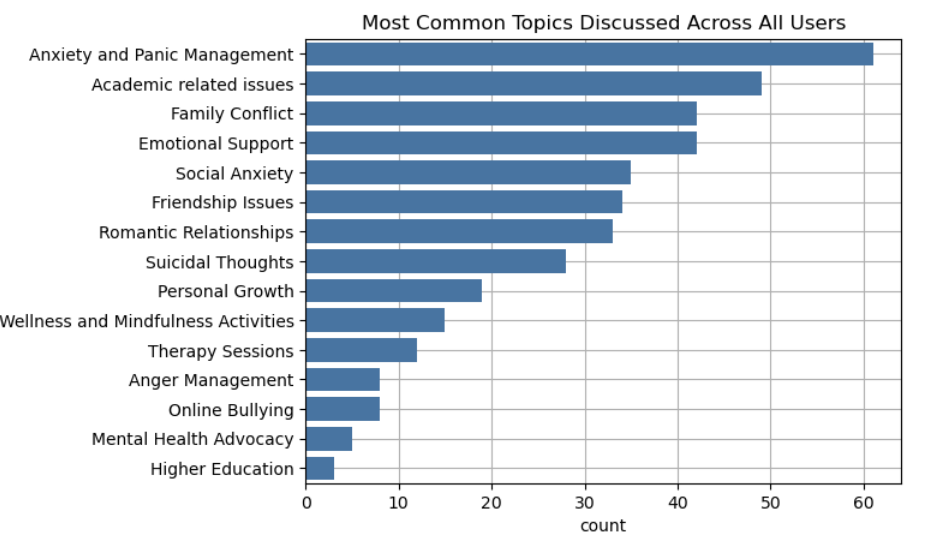 Most Common Topics Discussed Across All Users
Anxiety and Panic Management
Academic related issues
Family Conflict
Emotional Support
Social Anxiety
Friendship Issues
Romantic Relationships
Suicidal Thoughts
Personal Growth
Wellness and Mindfulness Activities
Therapy Sessions
Anger Management
Online Bullying
Mental Health Advocacy
Higher Education
0 10 20 30 40 50 60
count